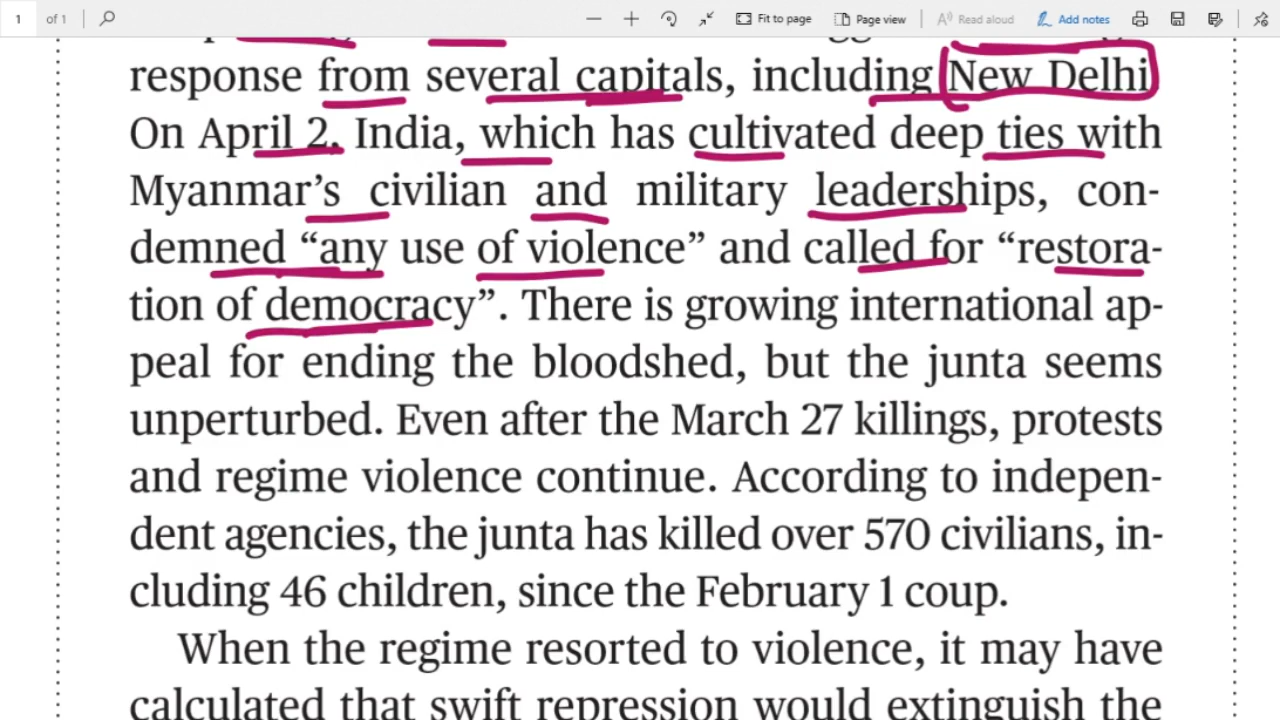 1 of 1 Fit to page Page view Read aloud Add notes
response from several capitals, including New Delhi
On April 2, India, which has cultivated deep ties with
Myanmar’s civilian and military leaderships, con-
demned “any use of violence” and called for “restora-
tion of democracy”. There is growing international ap-
peal for ending the bloodshed, but the junta seems
unperturbed. Even after the March 27 killings, protests
and regime violence continue. According to indepen-
dent agencies, the junta has killed over 570 civilians, in-
cluding 46 children, since the February 1 coup.
When the regime resorted to violence, it may have
calculated that swift repression would extinguish the